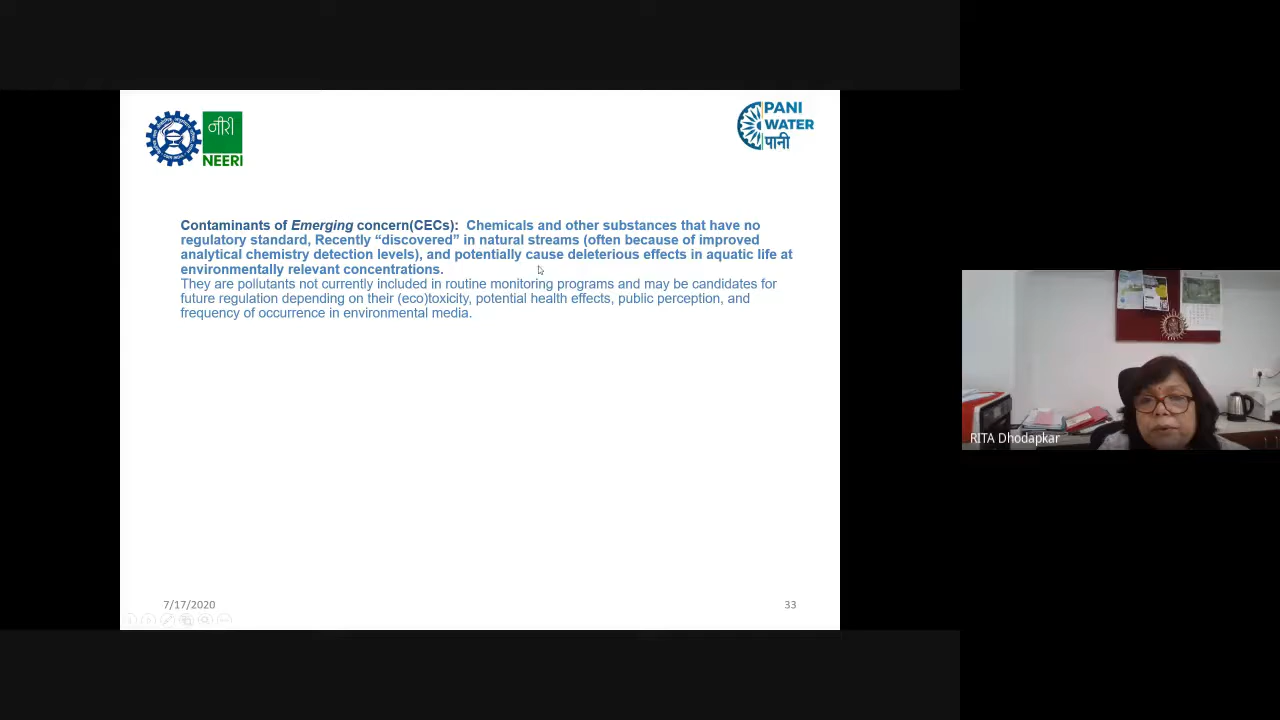 नीरी
NEERI
PANI
WATER
पानी
Contaminants of Emerging concern(CECs): Chemicals and other substances that have no
regulatory standard, Recently “discovered” in natural streams (often because of improved
analytical chemistry detection levels), and potentially cause deleterious effects in aquatic life at
environmentally relevant concentrations.
They are pollutants not currently included in routine monitoring programs and may be candidates for
future regulation depending on their (eco)toxicity, potential health effects, public perception, and
frequency of occurrence in environmental media.
7/17/2020
33
RITA Dhodapkar